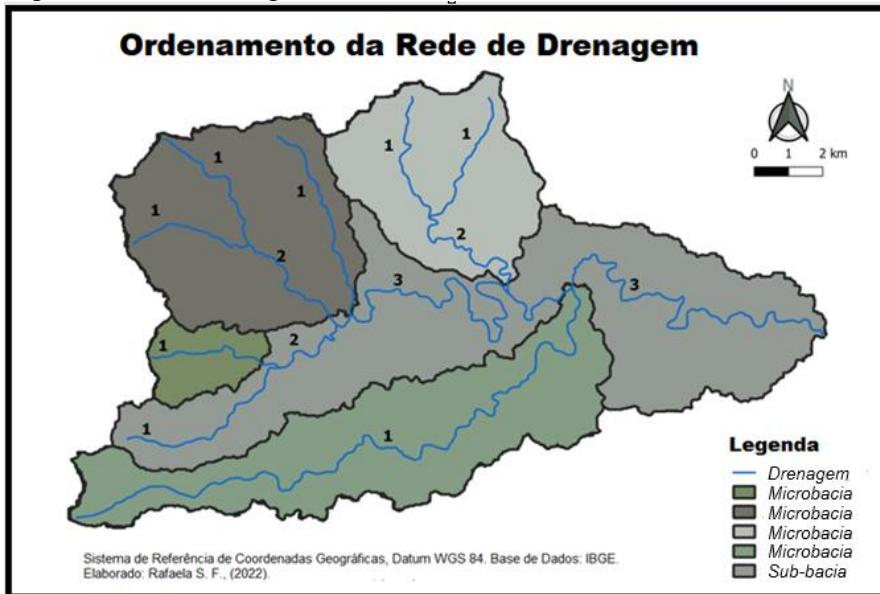 Ordenamento da Rede de Drenagem
N
0 1 2 km
1
1
1
1
1
2
2
3
3
1
2
1
1
Legenda
Drenagem
Microbacia
Microbacia
Microbacia
Microbacia
Sub-bacia
Sistema de Referência de Coordenadas Geográficas, Datum WGS 84. Base de Dados: IBGE.
Elaborado: Rafaela S. F., (2022).